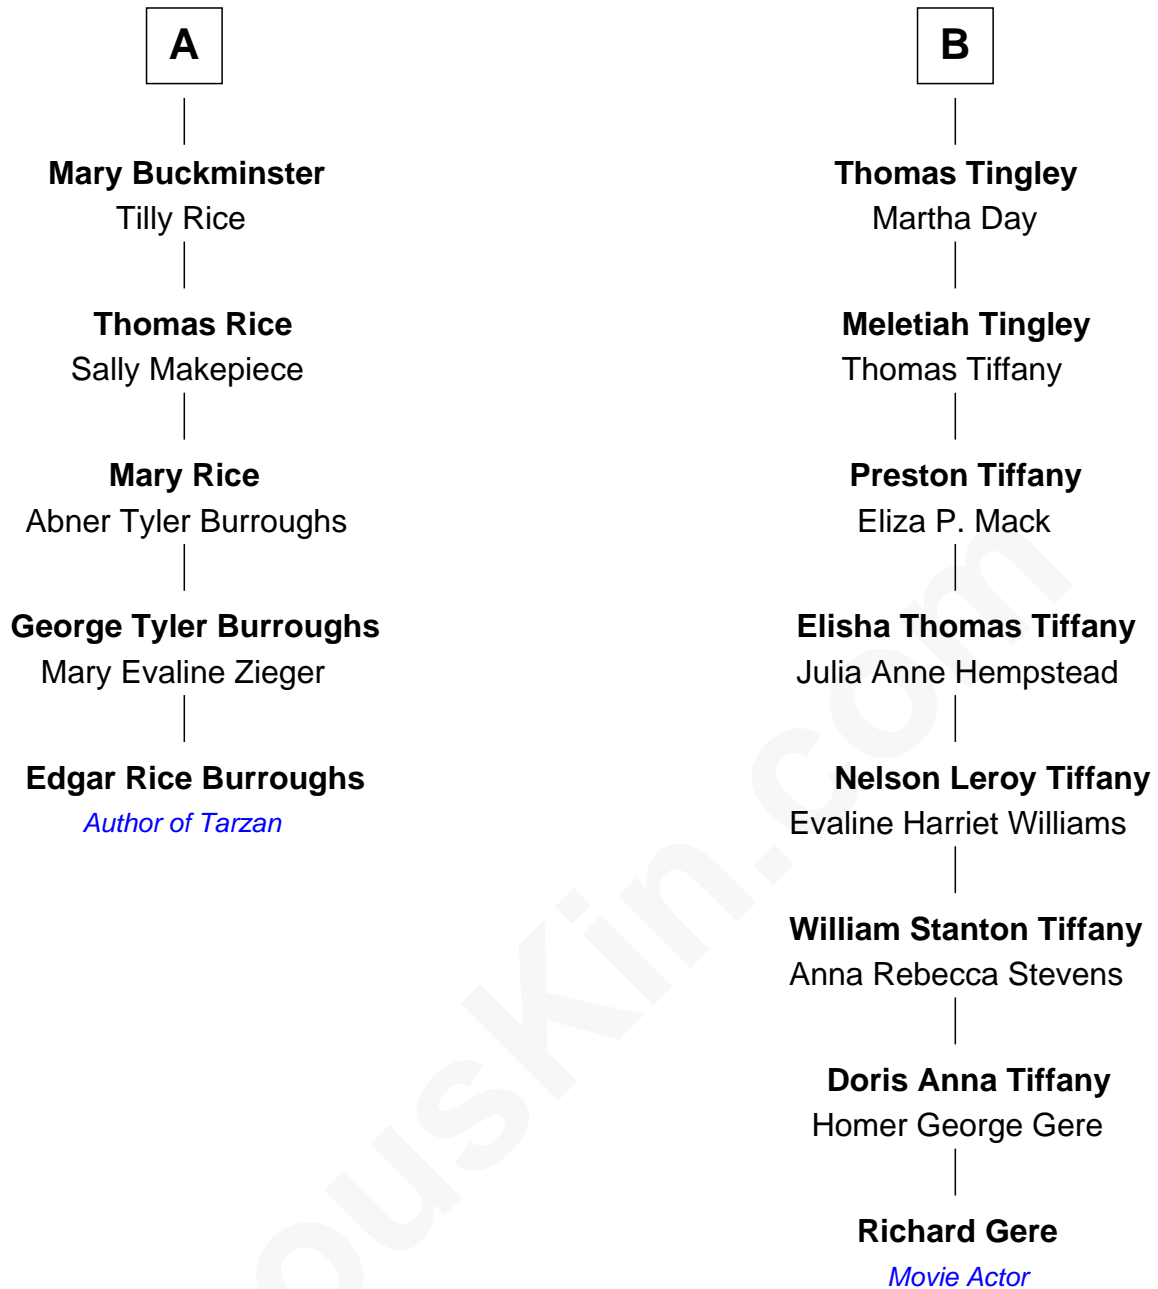 A
Mary Buckminster
Tilly Rice
Thomas Rice
Sally Makepiece
Mary Rice
Abner Tyler Burroughs
George Tyler Burroughs
Mary Evaline Zieger
Edgar Rice Burroughs
Author of Tarzan
B
Thomas Tingley
Martha Day
Meletiah Tingley
Thomas Tiffany
Preston Tiffany
Eliza P. Mack
Elisha Thomas Tiffany
Julia Anne Hempstead
Nelson Leroy Tiffany
Evaline Harriet Williams
William Stanton Tiffany
Anna Rebecca Stevens
Doris Anna Tiffany
Homer George Gere
Richard Gere
Movie Actor
ousKin.com